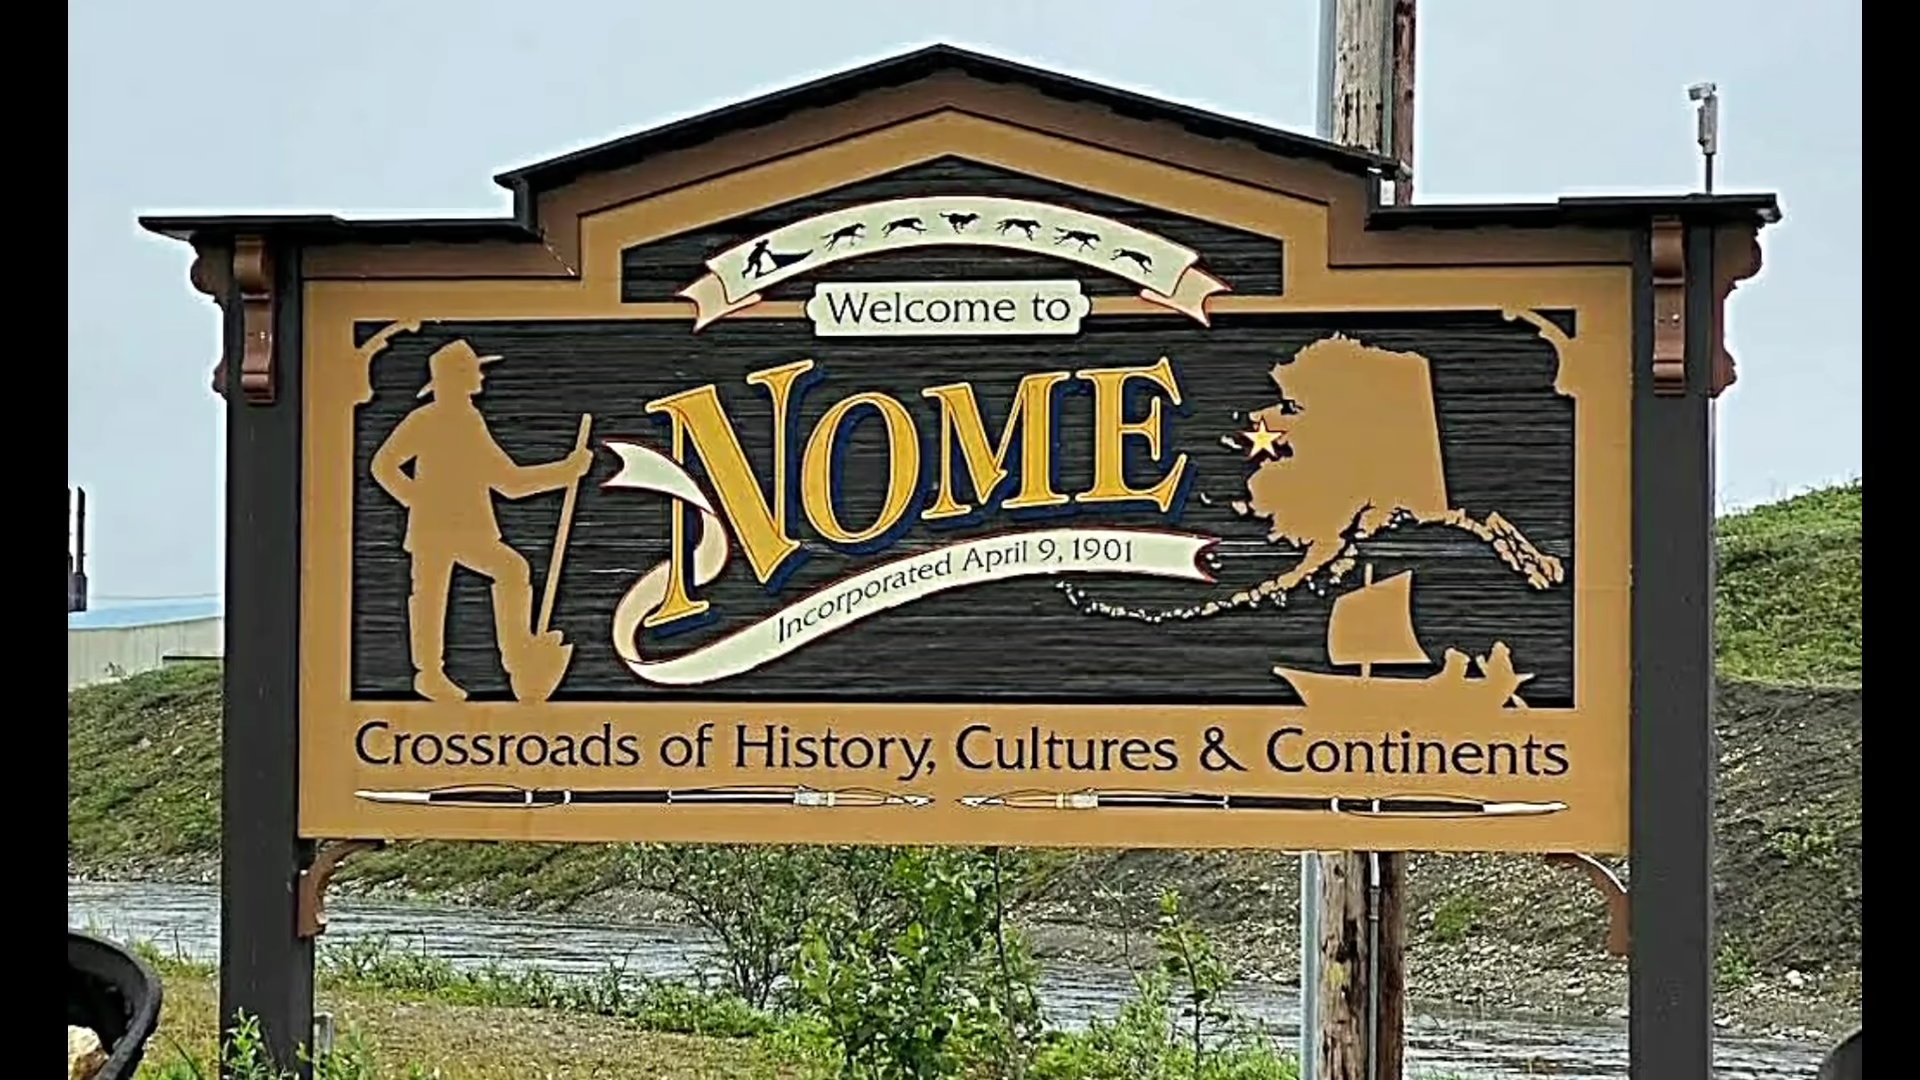 Welcome to
NOME
Incorporated April 9, 1901
Crossroads of History, Cultures & Continents